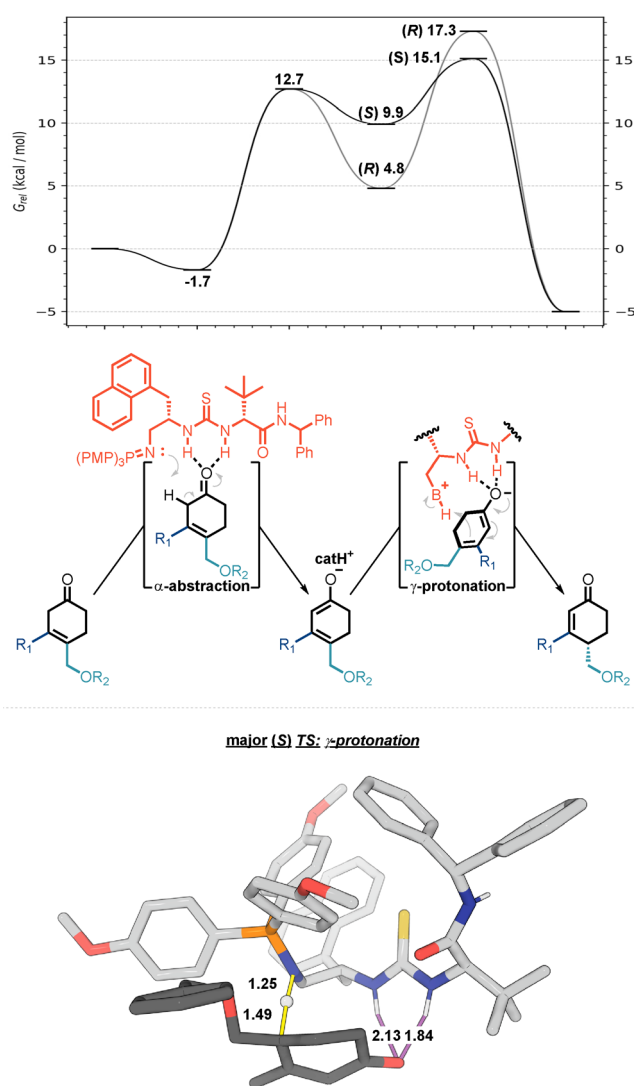 (R) 17.3
(S) 15.1
12.7
(S) 9.9
(R) 4.8
-1.7
15
10
5
0
−5
15
10
5
0
−5
G_rel (kcal / mol)
S
H
N
O
N
N
Ph
(PMP)3P=N:
H
H
O
Ph
O
H
R1
OR2
α-abstraction
S
N
N
H
H
B
+
H
O
R2O
R1
γ-protonation
catH+
O
O
R1
OR2
R1
OR2
O
R1
OR2
major (S) TS: γ-protonation
1.25
1.49
2.13 1.84